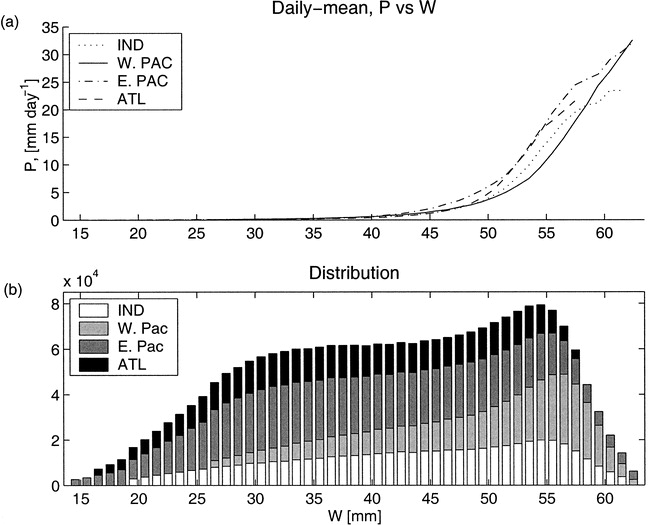 Daily−mean, P vs W
(a)
35
30
25
20
15
10
5
0
P, [mm day⁻¹]
IND
W. PAC
E. PAC
ATL
15 20 25 30 35 40 45 50 55 60
Distribution
(b)
x 10⁴
8
6
4
2
0
IND
W. Pac
E. Pac
ATL
15 20 25 30 35 40 45 50 55 60
W [mm]